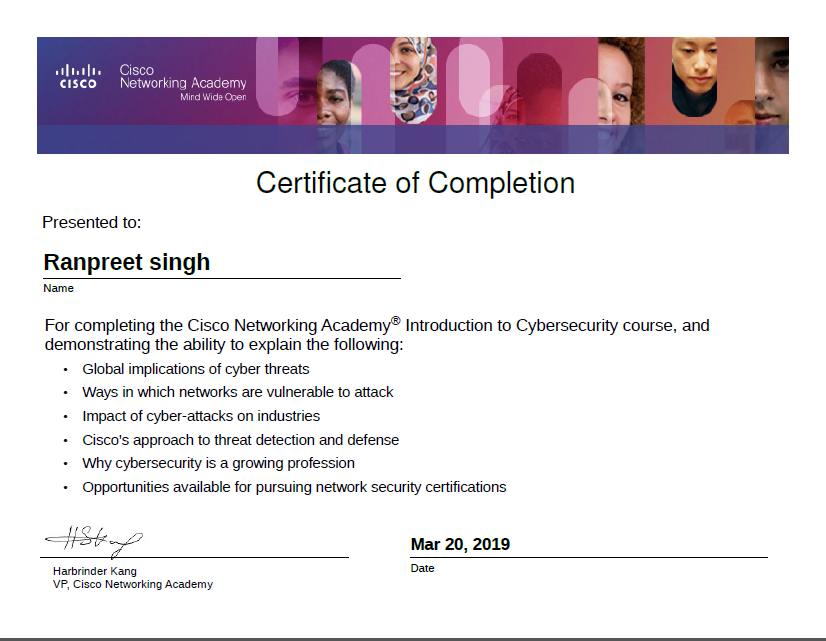 CISCO
Cisco
Networking Academy
Mind Wide Open
Certificate of Completion
Presented to:
Ranpreet singh
Name
For completing the Cisco Networking Academy® Introduction to Cybersecurity course, and
demonstrating the ability to explain the following:
• Global implications of cyber threats
• Ways in which networks are vulnerable to attack
• Impact of cyber-attacks on industries
• Cisco's approach to threat detection and defense
• Why cybersecurity is a growing profession
• Opportunities available for pursuing network security certifications
Mar 20, 2019
Harbrinder Kang
Date
VP, Cisco Networking Academy